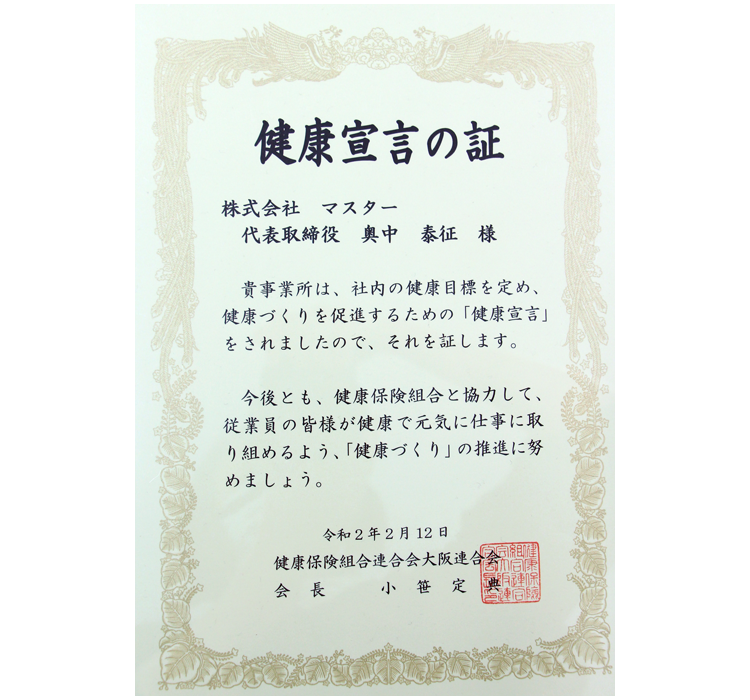 健康宣言の証
株式会社　マスター
代表取締役　奥中　泰征　様
貴事業所は、社内の健康目標を定め、
健康づくりを促進するための「健康宣言」
をされましたので、それを証します。
今後とも、健康保険組合と協力して、
従業員の皆様が健康で元気に仕事に取
り組めるよう、「健康づくり」の推進に努
めましょう。
令和２年２月１２日
健康保険組合連合会大阪連合会
会　長　　小　笹　定　典